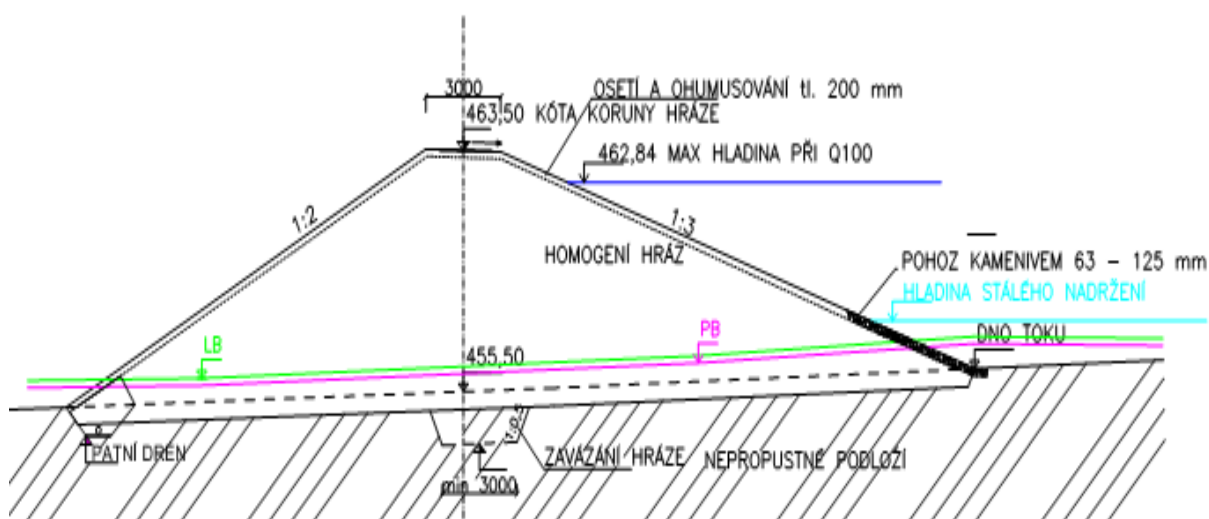 3000
OSETÍ A OHUMUSOVÁNÍ tl. 200 mm
463,50 KÓTA KORUNY HRÁZE
462,84 MAX HLADINA PŘI Q100
1:2
1:3
HOMOGENÍ HRÁZ
POHOZ KAMENIVEM 63 - 125 mm
HLADINA STÁLÉHO NADRŽENÍ
LB
PB
DNO TOKU
455,50
PATNÍ DRÉN
ZAVÁZÁNÍ HRÁZE
NEPROPUSTNÉ PODLOŽÍ
min 3000